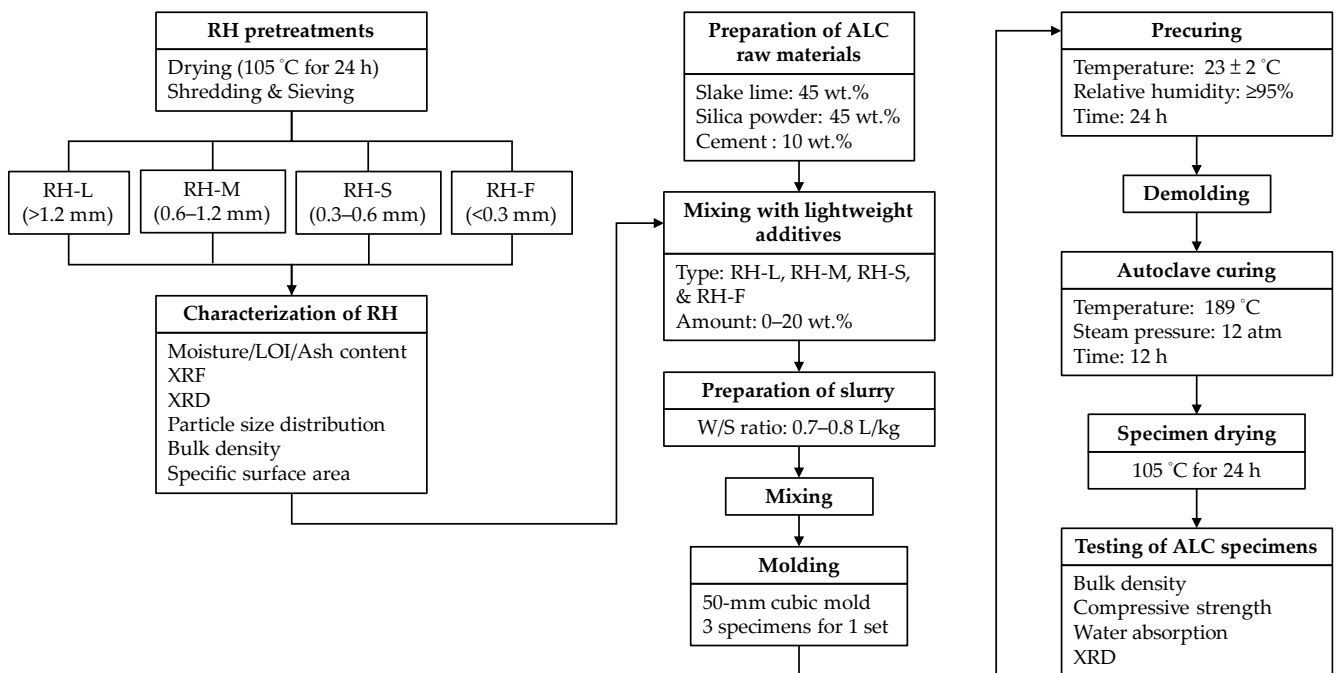 RH pretreatments
Drying (105 °C for 24 h)
Shredding & Sieving
RH-L
(>1.2 mm)
RH-M
(0.6–1.2 mm)
RH-S
(0.3–0.6 mm)
RH-F
(<0.3 mm)
Characterization of RH
Moisture/LOI/Ash content
XRF
XRD
Particle size distribution
Bulk density
Specific surface area
Preparation of ALC
raw materials
Slake lime: 45 wt.%
Silica powder: 45 wt.%
Cement : 10 wt.%
Mixing with lightweight
additives
Type: RH-L, RH-M, RH-S,
& RH-F
Amount: 0–20 wt.%
Preparation of slurry
W/S ratio: 0.7–0.8 L/kg
Mixing
Molding
50-mm cubic mold
3 specimens for 1 set
Precuring
Temperature: 23 ± 2 °C
Relative humidity: ≥95%
Time: 24 h
Demolding
Autoclave curing
Temperature: 189 °C
Steam pressure: 12 atm
Time: 12 h
Specimen drying
105 °C for 24 h
Testing of ALC specimens
Bulk density
Compressive strength
Water absorption
XRD